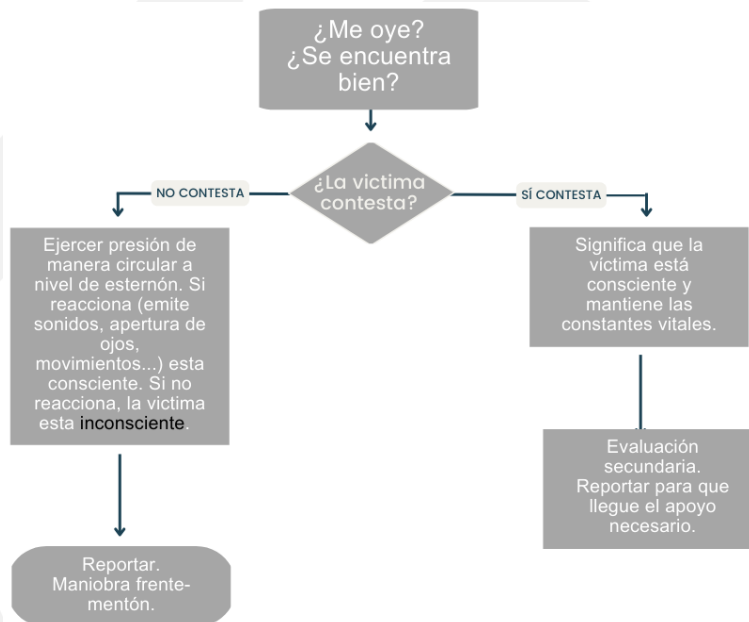 ¿Me oye?
¿Se encuentra
bien?
¿La victima
contesta?
NO CONTESTA
SÍ CONTESTA
Ejercer presión de
manera circular a
nivel de esternón. Si
reacciona (emite
sonidos, apertura de
ojos,
movimientos...) esta
consciente. Si no
reacciona, la victima
esta inconsciente.
Significa que la
víctima está
consciente y
mantiene las
constantes vitales.
Evaluación
secundaria.
Reportar para que
llegue el apoyo
necesario.
Reportar.
Maniobra frente-
mentón.